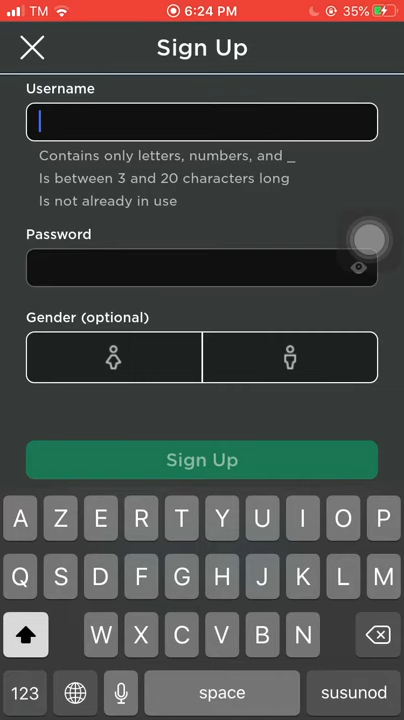 TM 6:24 PM 35%
Sign Up
Username
Contains only letters, numbers, and _
Is between 3 and 20 characters long
Is not already in use
Password
Gender (optional)
Sign Up
A Z E R T Y U I O P
Q S D F G H J K L M
W X C V B N
123 space susunod